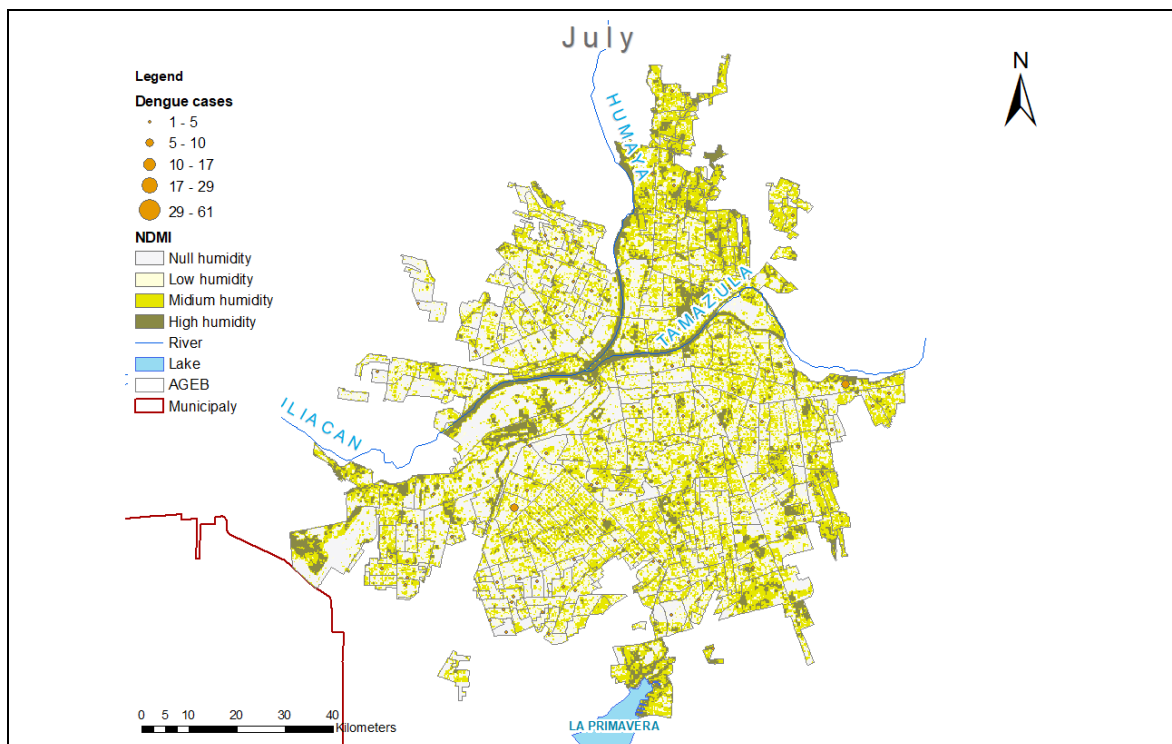 July
N
Legend
Dengue cases
1 - 5
5 - 10
10 - 17
17 - 29
29 - 61
NDMI
Null humidity
Low humidity
Midium humidity
High humidity
River
Lake
AGEB
Municipaly
HUMAYA
TAMAZULA
ILIACAN
LA PRIMAVERA
0 5 10 20 30 40
Kilometers